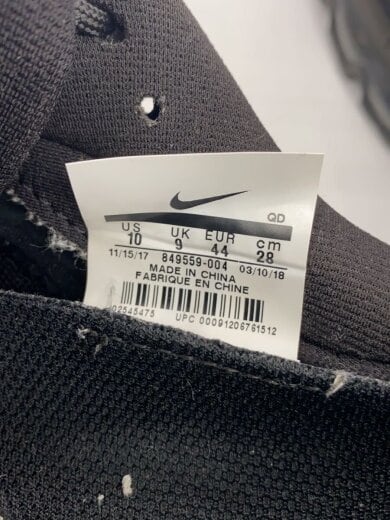 QD
US UK EUR cm
10 9 44 28
11/15/17 849559-004 03/10/18
MADE IN CHINA
FABRIQUE EN CHINE
02545475 UPC 00091206761512